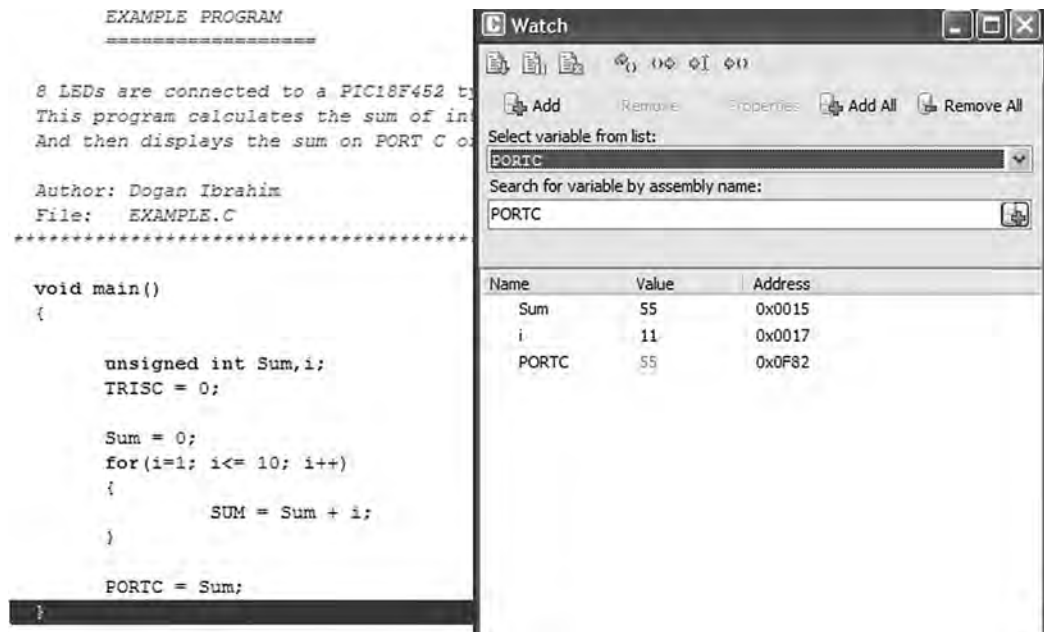 EXAMPLE PROGRAM
==================
8 LEDs are connected to a PIC18F452 ty
This program calculates the sum of in
And then displays the sum on PORT C o
Author: Dogan Ibrahim
File: EXAMPLE.C
****************************************
void main()
{
unsigned int Sum,i;
TRISC = 0;
Sum = 0;
for(i=1; i<= 10; i++)
{
SUM = Sum + i;
}
PORTC = Sum;
}
Watch
Add Remove Properties Add All Remove All
Select variable from list:
PORTC
Search for variable by assembly name:
PORTC
Name Value Address
Sum 55 0x0015
i 11 0x0017
PORTC 55 0x0F82